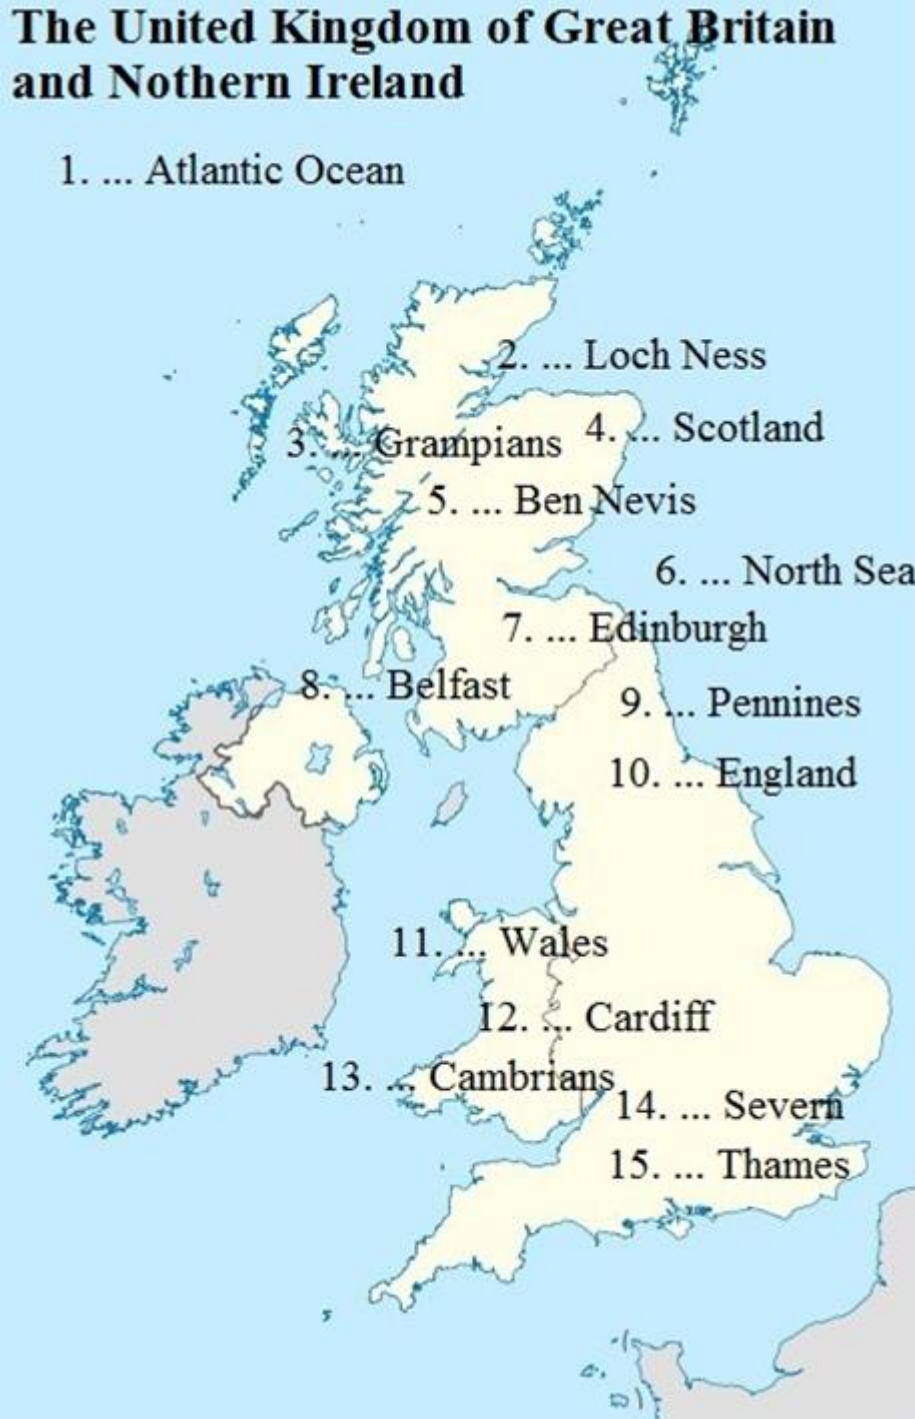 The United Kingdom of Great Britain
and Nothern Ireland
1. ... Atlantic Ocean
2. ... Loch Ness
3. ... Grampians
4. ... Scotland
5. ... Ben Nevis
6. ... North Sea
7. ... Edinburgh
8. ... Belfast
9. ... Pennines
10. ... England
11. ... Wales
12. ... Cardiff
13. ... Cambrians
14. ... Severn
15. ... Thames